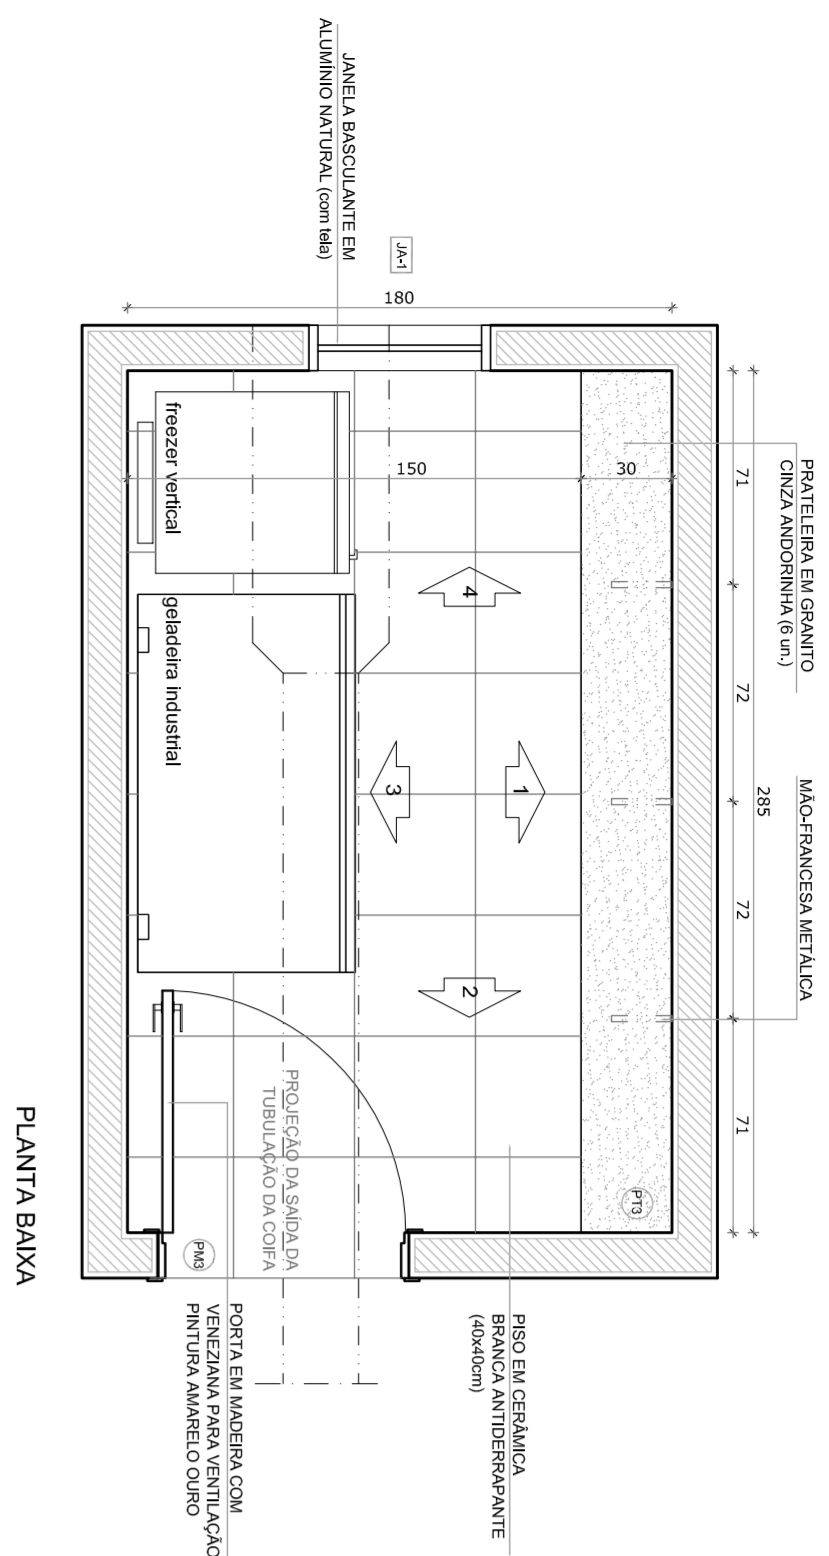 JANELA BASCULANTE EM
ALUMÍNIO NATURAL (com tela)
JA-1
180
PRATELEIRA EM GRANITO
CINZA ANDORINHA (6 un.)
MÃO-FRANCESA METÁLICA
71
72
72
71
285
150
30
freezer vertical
geladeira industrial
4
3
1
2
PROJEÇÃO DA SAÍDA DA
TUBULAÇÃO DA COIFA
PT3
PM3
PISO EM CERÂMICA
BRANCA ANTIDERRAPANTE
(40x40cm)
PORTA EM MADEIRA COM
VENEZIANA PARA VENTILAÇÃO
PINTURA AMARELO OURO
PLANTA BAIXA